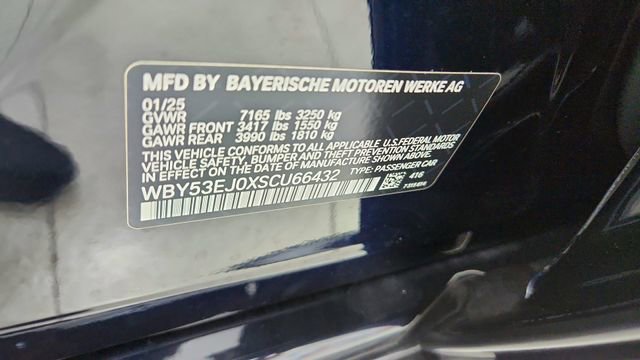 MFD BY BAYERISCHE MOTOREN WERKE AG
01/25
GVWR 7165 lbs 3250 kg
GAWR FRONT 3417 lbs 1550 kg
GAWR REAR 3990 lbs 1810 kg
THIS VEHICLE CONFORMS TO ALL APPLICABLE U.S.FEDERAL MOTOR
VEHICLE SAFETY, BUMPER AND THEFT PREVENTION STANDARDS
IN EFFECT ON THE DATE OF MANUFACTURE SHOWN ABOVE
WBY53EJ0XSCU66432 TYPE: PASSENGER CAR
416